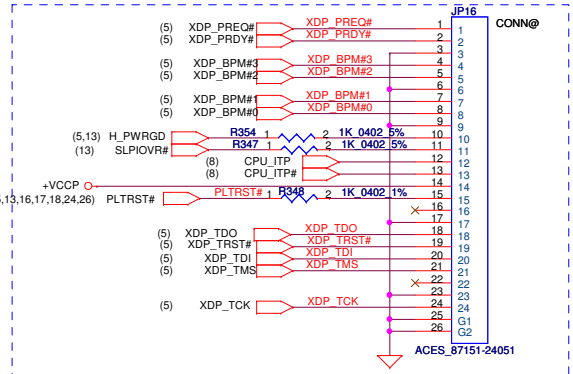 JP16
CONN@
(5) XDP_PREQ# XDP_PREQ# 1 1
(5) XDP_PRDY# XDP_PRDY# 2 2
3 3
(5) XDP_BPM#3 XDP_BPM#3 4 4
(5) XDP_BPM#2 XDP_BPM#2 5 5
6 6
(5) XDP_BPM#1 XDP_BPM#1 7 7
(5) XDP_BPM#0 XDP_BPM#0 8 8
9 9
(5,13) H_PWRGD R354 1 2 1K_0402_5% 10 10
(13) SLPIOVR# R347 1 2 1K_0402_5% 11 11
(8) CPU_ITP 12 12
(8) CPU_ITP# 13 13
+VCCP 14 14
,13,16,17,18,24,26) PLTRST# PLTRST# 1 R348 2 1K_0402_1% 15 15
16 16
17 17
(5) XDP_TDO XDP_TDO 18 18
(5) XDP_TRST# XDP_TRST# 19 19
(5) XDP_TDI XDP_TDI 20 20
(5) XDP_TMS XDP_TMS 21 21
22 22
23 23
(5) XDP_TCK XDP_TCK 24 24
25 G1
26 G2
ACES_87151-24051